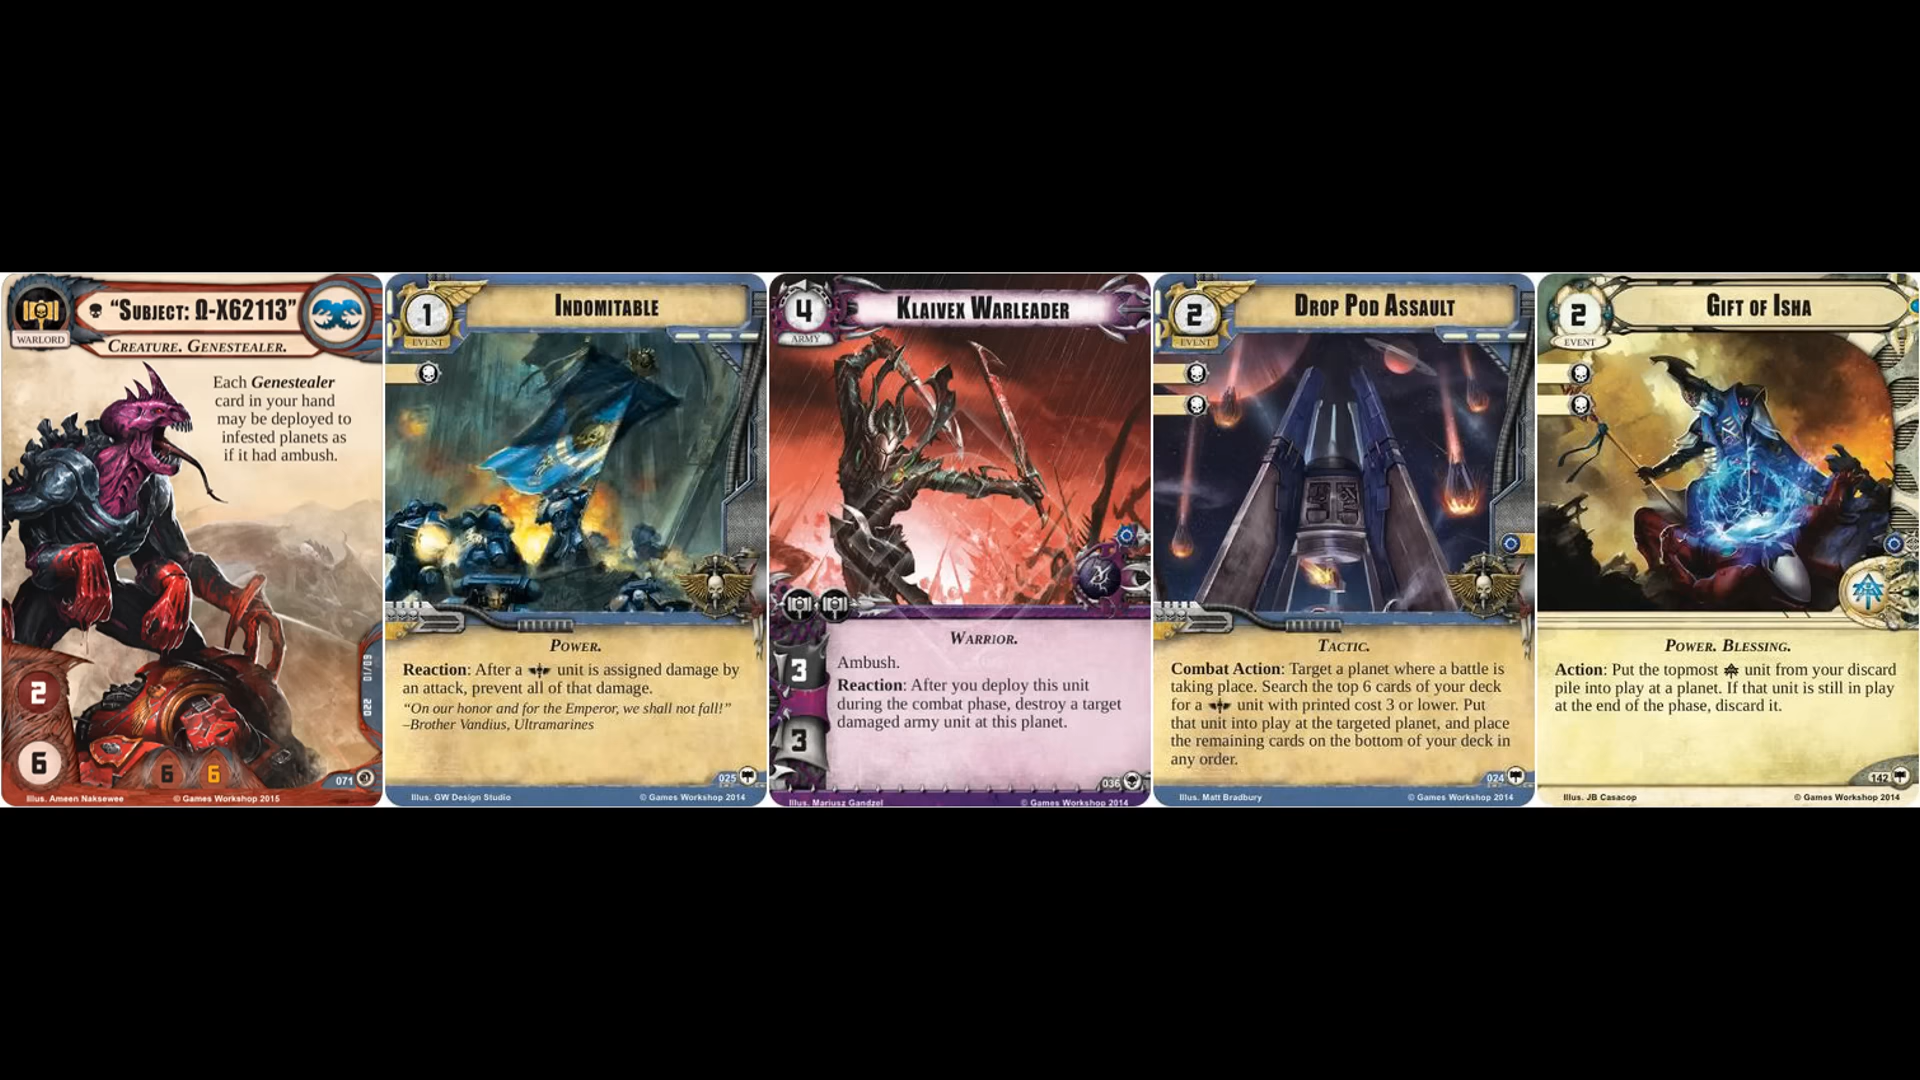 WARLORD
“Subject: Ω-X62113”
Creature. Genestealer.
Each Genestealer
card in your hand
may be deployed to
infested planets as
if it had ambush.
2
6
6 6
022 01/09
071
Illus. Ameen Naksewee © Games Workshop 2015
1
EVENT
Indomitable
Power.
Reaction: After a unit is assigned damage by
an attack, prevent all of that damage.
“On our honor and for the Emperor, we shall not fall!”
–Brother Vandius, Ultramarines
025
Illus. GW Design Studio © Games Workshop 2014
4
ARMY
Klaivex Warleader
Warrior.
3
3
Ambush.
Reaction: After you deploy this unit
during the combat phase, destroy a target
damaged army unit at this planet.
036
Illus. Mariusz Gandzel © Games Workshop 2014
2
EVENT
Drop Pod Assault
Tactic.
Combat Action: Target a planet where a battle is
taking place. Search the top 6 cards of your deck
for a unit with printed cost 3 or lower. Put
that unit into play at the targeted planet, and place
the remaining cards on the bottom of your deck in
any order.
024
Illus. Matt Bradbury © Games Workshop 2014
2
EVENT
Gift of Isha
Power. Blessing.
Action: Put the topmost unit from your discard
pile into play at a planet. If that unit is still in play
at the end of the phase, discard it.
142
Illus. JB Casacop © Games Workshop 2014